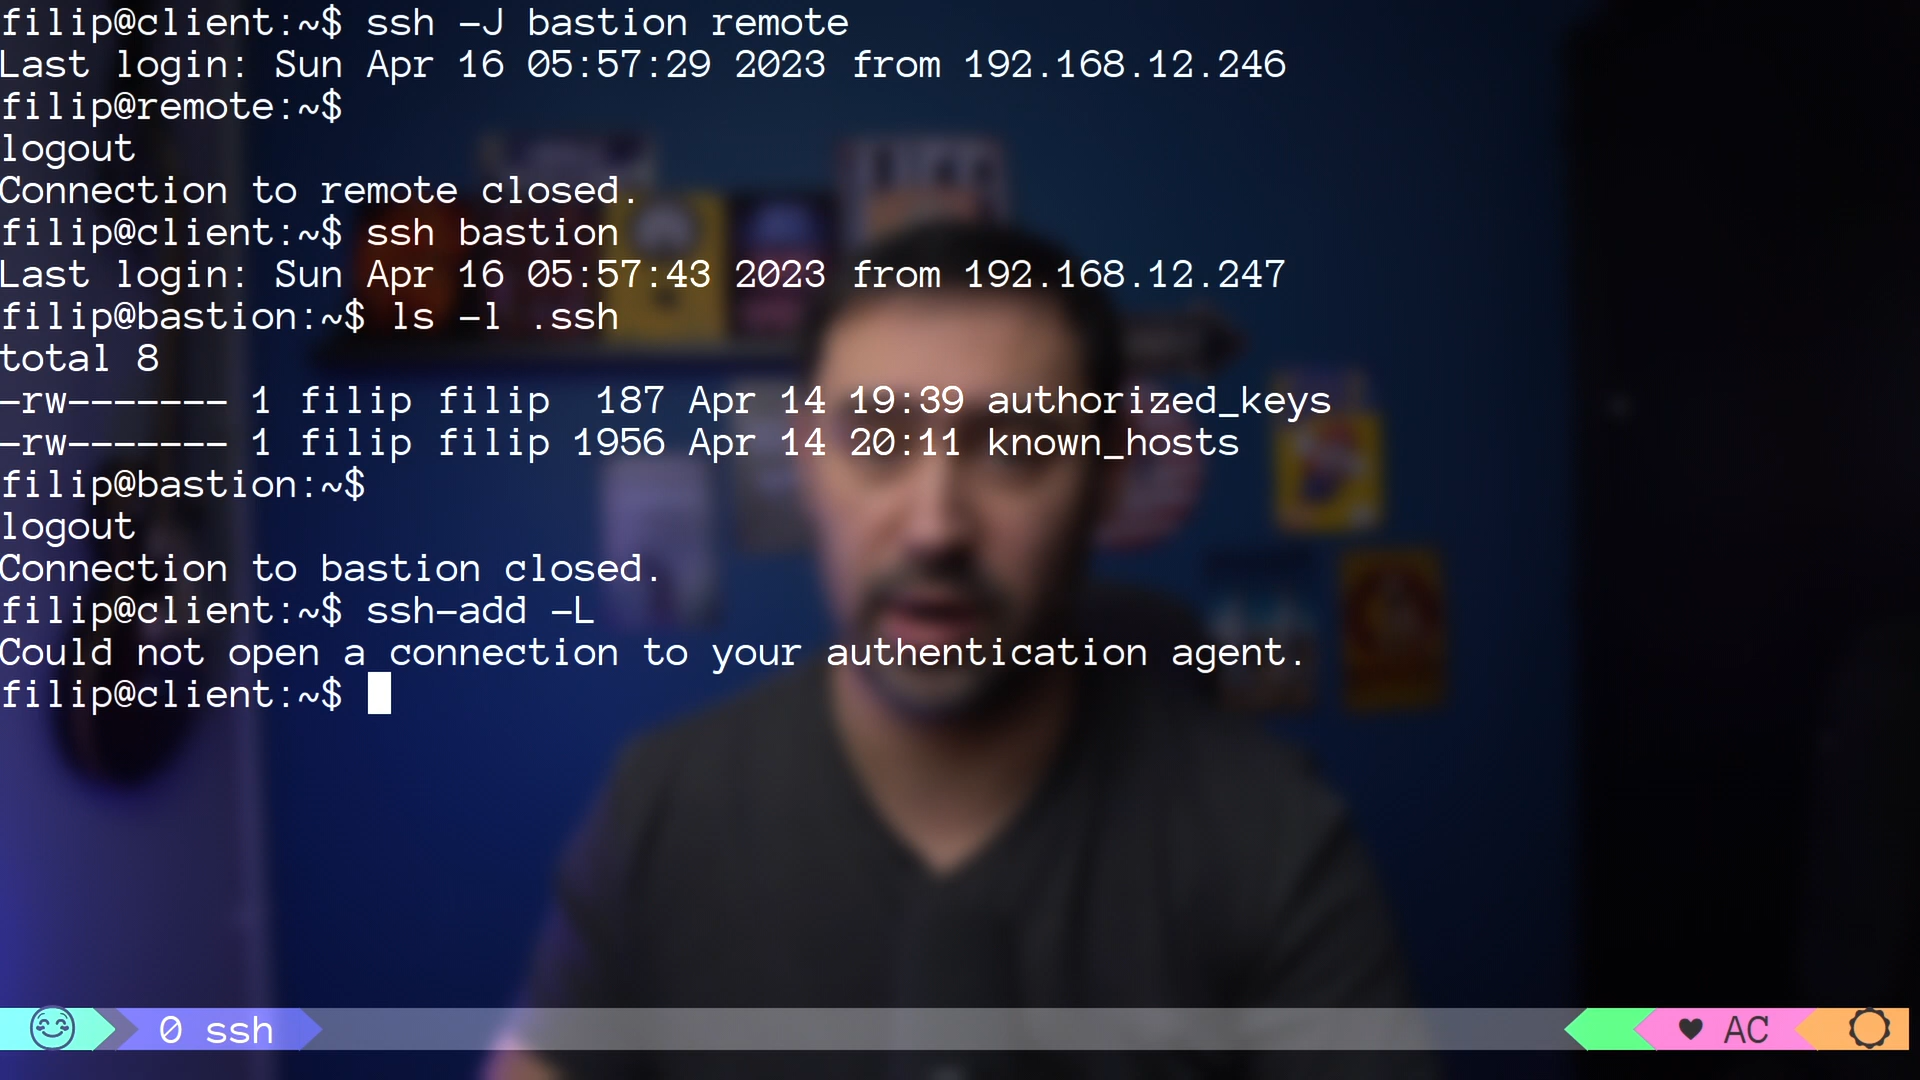 filip@client:~$ ssh -J bastion remote
Last login: Sun Apr 16 05:57:29 2023 from 192.168.12.246
filip@remote:~$
logout
Connection to remote closed.
filip@client:~$ ssh bastion
Last login: Sun Apr 16 05:57:43 2023 from 192.168.12.247
filip@bastion:~$ ls -l .ssh
total 8
-rw------- 1 filip filip  187 Apr 14 19:39 authorized_keys
-rw------- 1 filip filip 1956 Apr 14 20:11 known_hosts
filip@bastion:~$
logout
Connection to bastion closed.
filip@client:~$ ssh-add -L
Could not open a connection to your authentication agent.
filip@client:~$
0 ssh
♥ AC